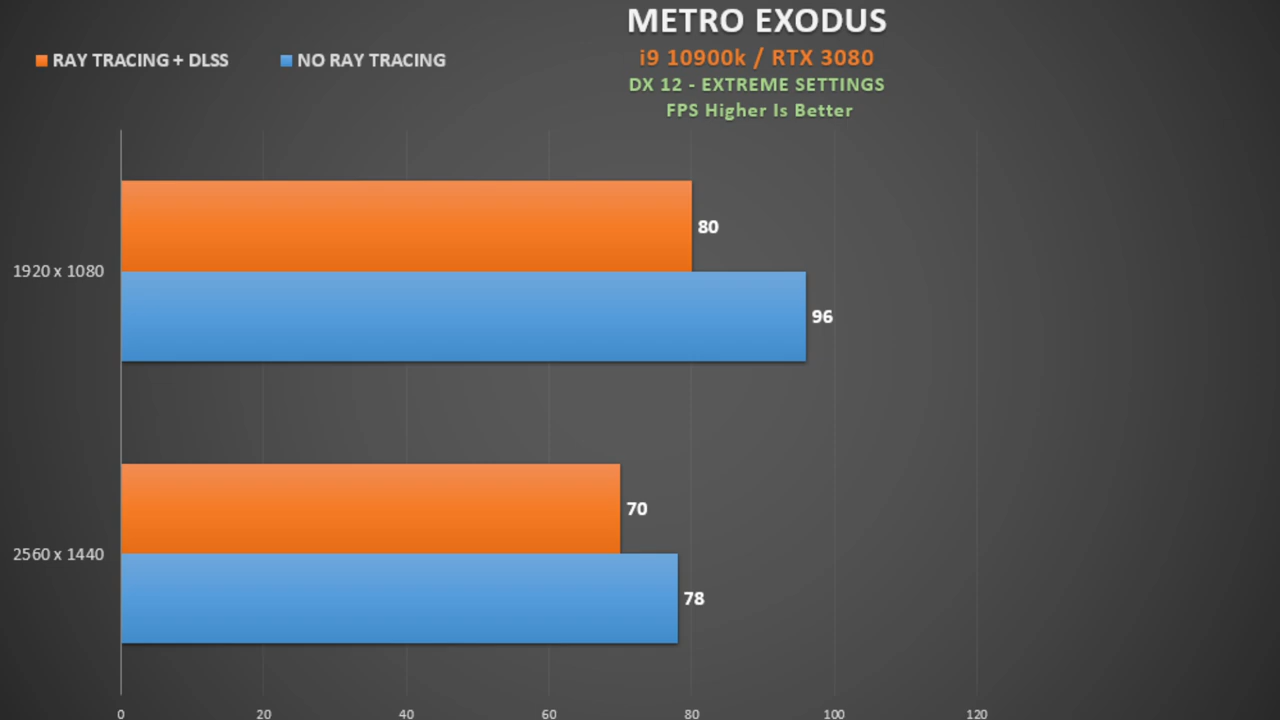 METRO EXODUS
i9 10900k / RTX 3080
DX 12 - EXTREME SETTINGS
FPS Higher Is Better
RAY TRACING + DLSS
NO RAY TRACING
80
1920 x 1080
96
70
2560 x 1440
78
0 20 40 60 80 100 120